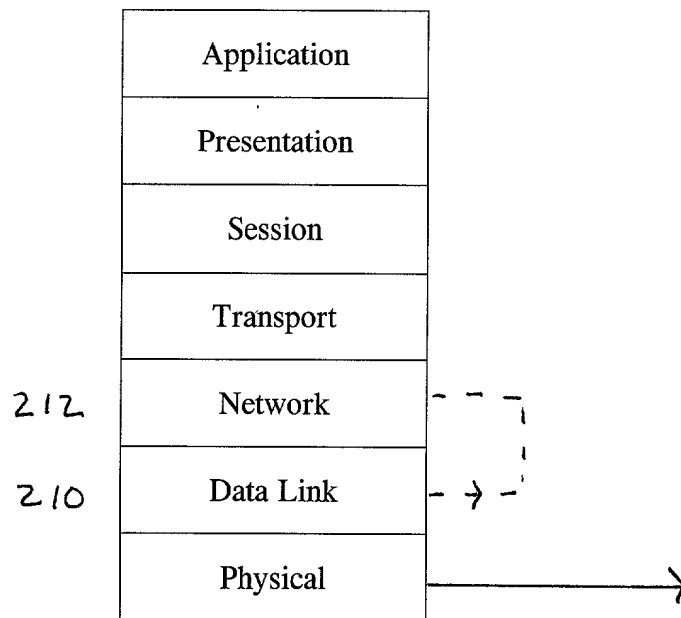 Application
Presentation
Session
Transport
212 Network
210 Data Link
Physical